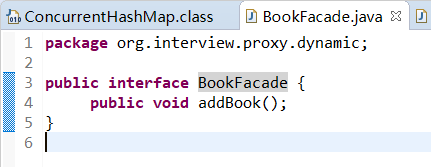 ConcurrentHashMap.class BookFacade.java
1 package org.interview.proxy.dynamic;
2
3 public interface BookFacade {
4 public void addBook();
5 }
6